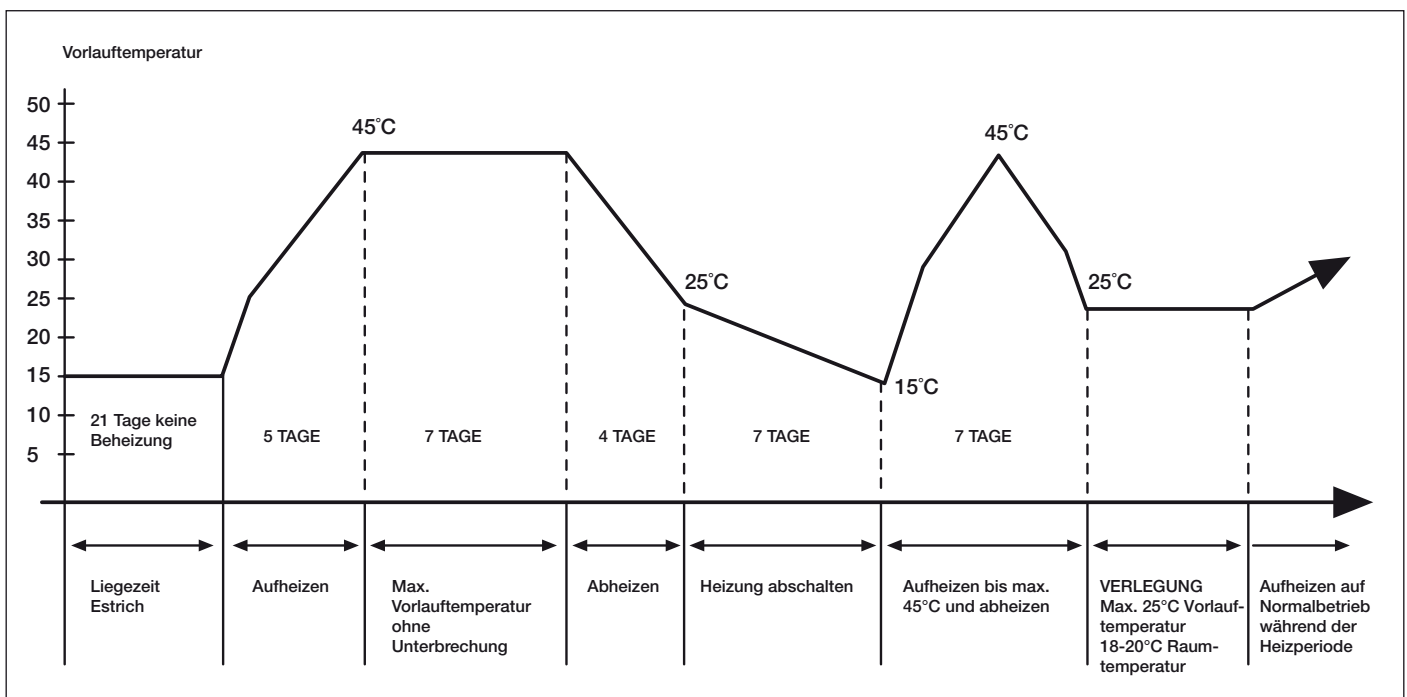 Vorlauftemperatur
50
45
40
35
30
25
20
15
10
5
45°C
25°C
15°C
45°C
25°C
21 Tage keine
Beheizung
5 TAGE
7 TAGE
4 TAGE
7 TAGE
7 TAGE
Liegezeit
Estrich
Aufheizen
Max.
Vorlauftemperatur
ohne
Unterbrechung
Abheizen
Heizung abschalten
Aufheizen bis max.
45°C und abheizen
VERLEGUNG
Max. 25°C Vorlauf-
temperatur
18-20°C Raum-
temperatur
Aufheizen auf
Normalbetrieb
während der
Heizperiode